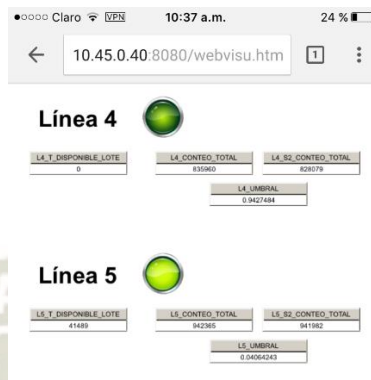 Claro VPN 10:37 a.m. 24 %
10.45.0.40:8080/webvisu.htm 1
Línea 4
L4_T_DISPONIBLE_LOTE L4_CONTEO_TOTAL L4_S2_CONTEO_TOTAL
0 835960 828079
L4_UMBRAL
0.9427484
Línea 5
L5_T_DISPONIBLE_LOTE L5_CONTEO_TOTAL L5_S2_CONTEO_TOTAL
41489 942365 941982
L5_UMBRAL
0.04064243